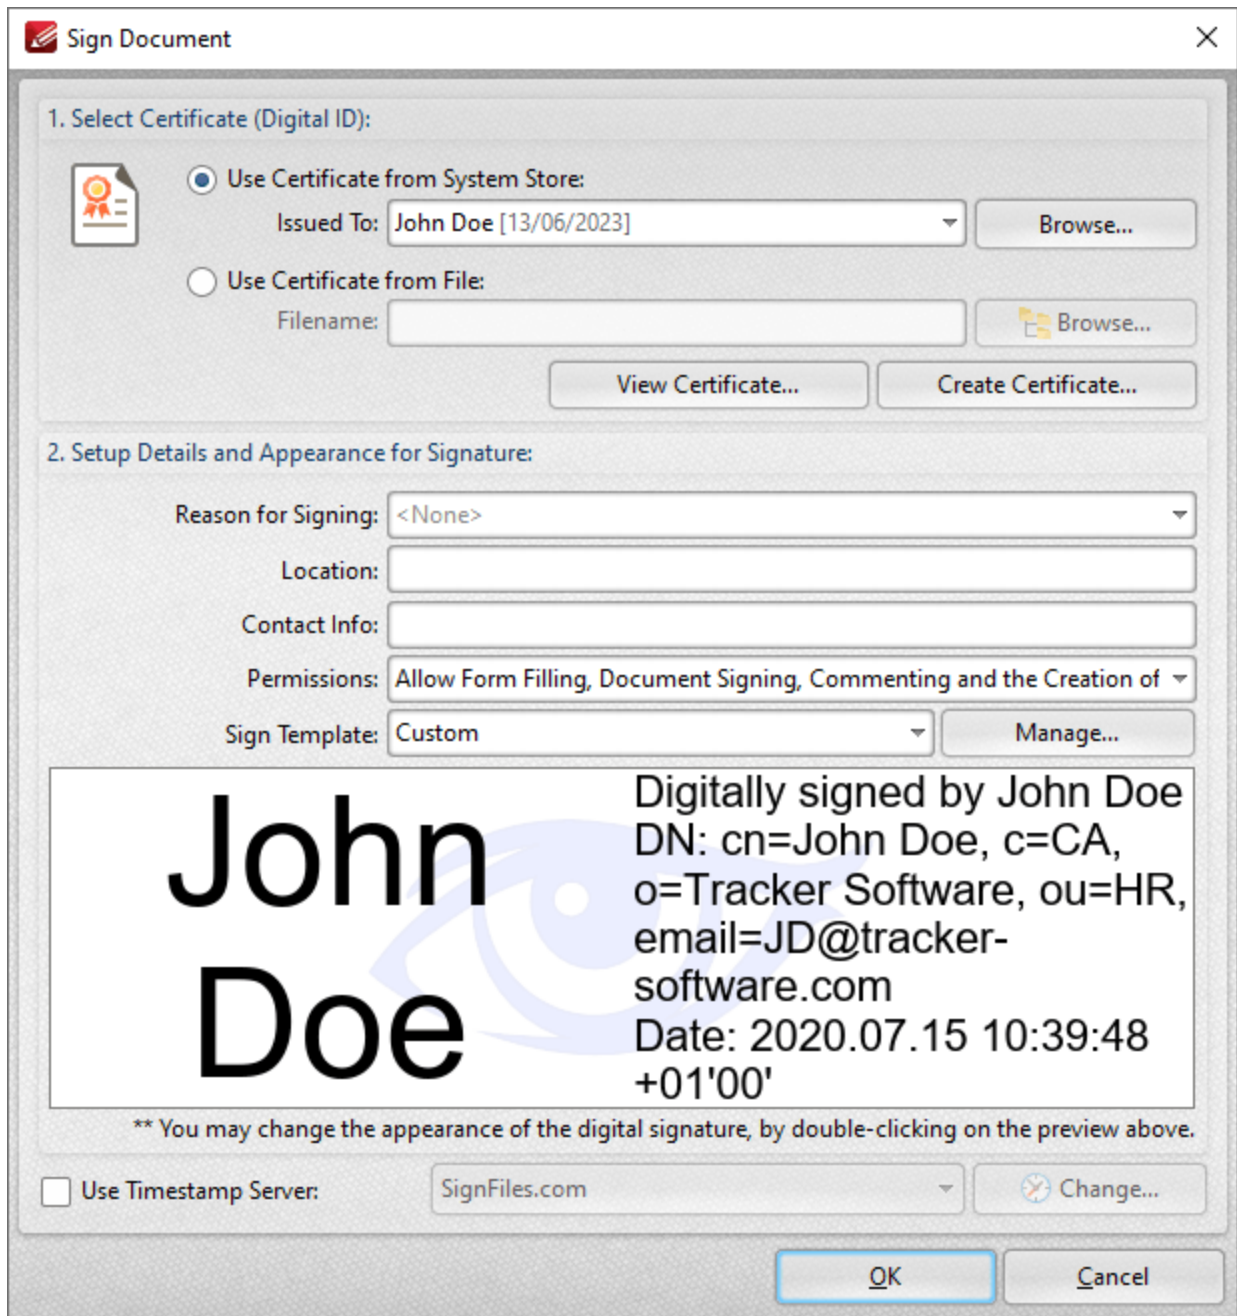 Sign Document
1. Select Certificate (Digital ID):
Use Certificate from System Store:
Issued To: John Doe [13/06/2023] Browse...
Use Certificate from File:
Filename: Browse...
View Certificate... Create Certificate...
2. Setup Details and Appearance for Signature:
Reason for Signing: <None>
Location:
Contact Info:
Permissions: Allow Form Filling, Document Signing, Commenting and the Creation of
Sign Template: Custom Manage...
John
Doe
Digitally signed by John Doe
DN: cn=John Doe, c=CA,
o=Tracker Software, ou=HR,
email=JD@tracker-
software.com
Date: 2020.07.15 10:39:48
+01'00'
** You may change the appearance of the digital signature, by double-clicking on the preview above.
Use Timestamp Server: SignFiles.com Change...
OK Cancel